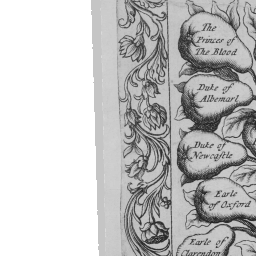 The
Princes of
The Blood
Duke of
Albemarl
Duke of
Newcaſtle
Earle
of Oxford
Earle of
Clarendon